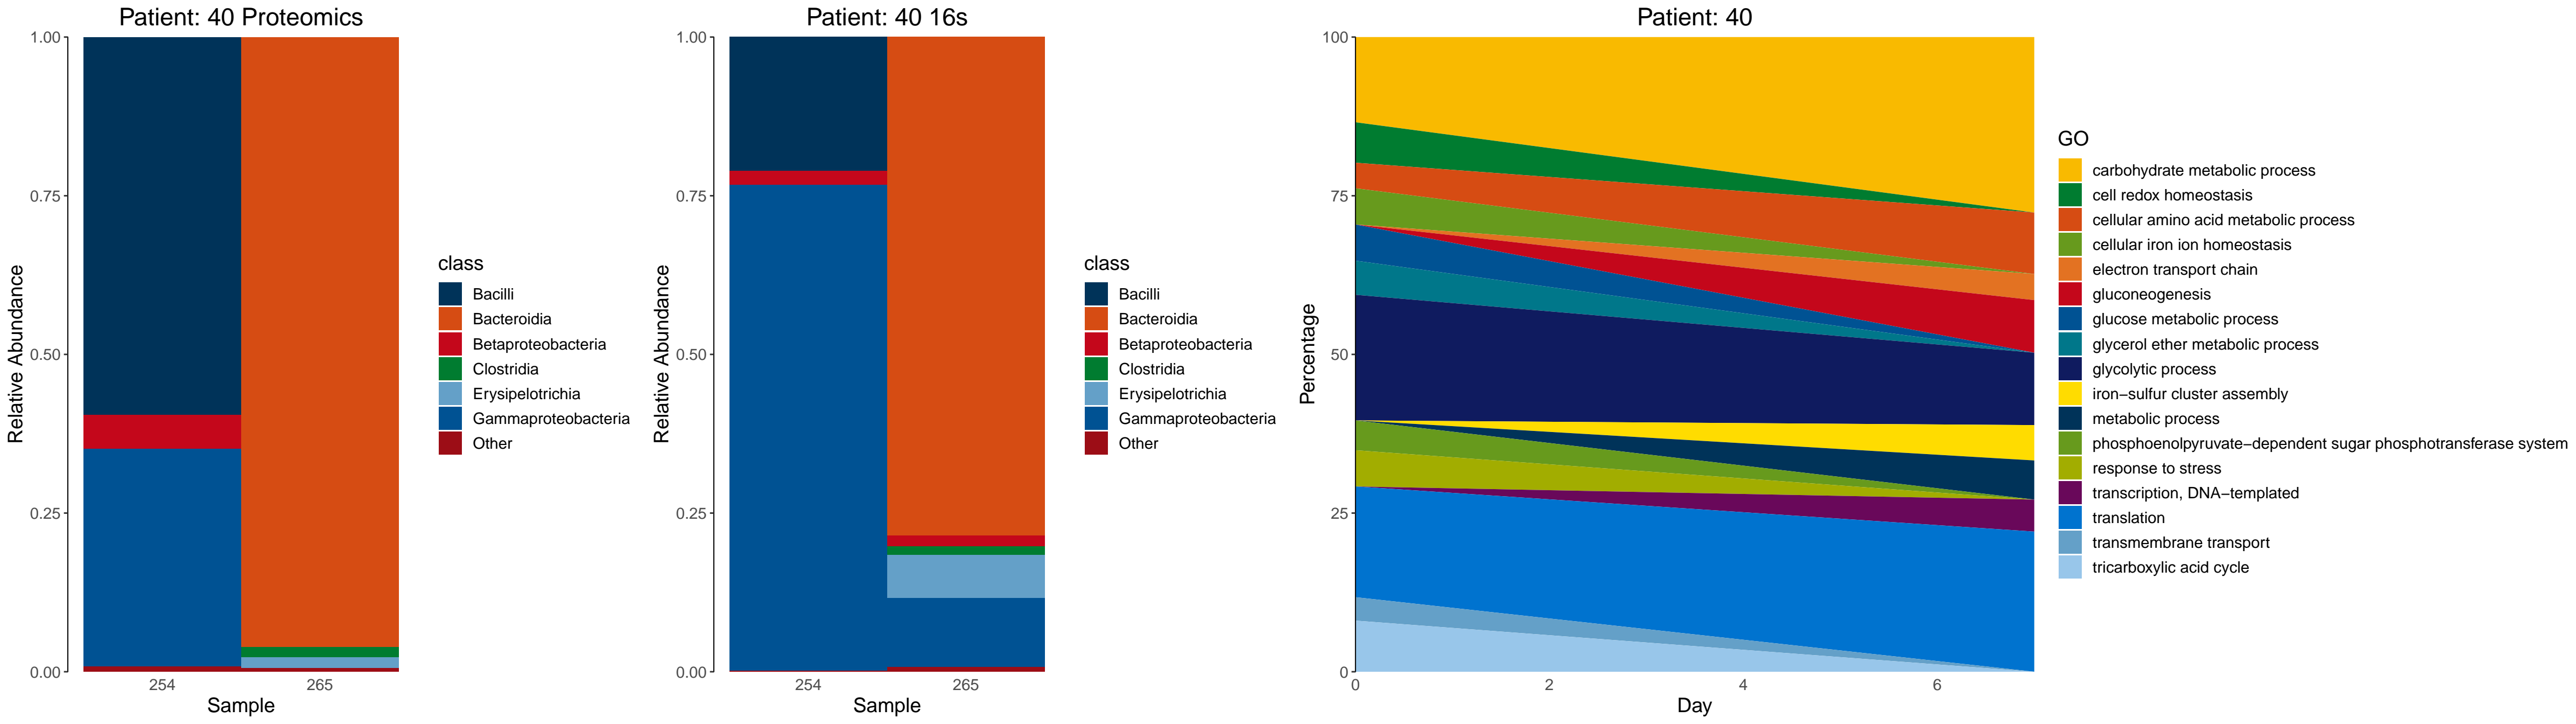 Patient: 40 Proteomics
1.00
0.75
0.50
0.25
0.00
Relative Abundance
254
265
Sample
class
Bacilli
Bacteroidia
Betaproteobacteria
Clostridia
Erysipelotrichia
Gammaproteobacteria
Other
Patient: 40 16s
1.00
0.75
0.50
0.25
0.00
Relative Abundance
254
265
Sample
class
Bacilli
Bacteroidia
Betaproteobacteria
Clostridia
Erysipelotrichia
Gammaproteobacteria
Other
Patient: 40
100
75
50
25
0
Percentage
0
2
4
6
Day
GO
carbohydrate metabolic process
cell redox homeostasis
cellular amino acid metabolic process
cellular iron ion homeostasis
electron transport chain
gluconeogenesis
glucose metabolic process
glycerol ether metabolic process
glycolytic process
iron−sulfur cluster assembly
metabolic process
phosphoenolpyruvate−dependent sugar phosphotransferase system
response to stress
transcription, DNA−templated
translation
transmembrane transport
tricarboxylic acid cycle